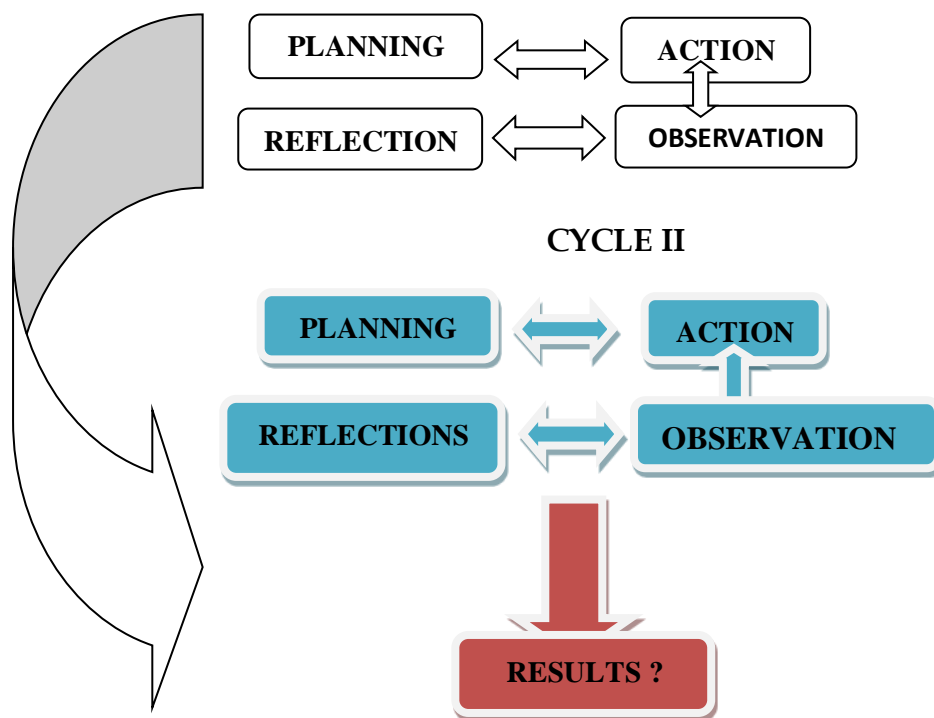 PLANNING
ACTION
REFLECTION
OBSERVATION
CYCLE II
PLANNING
ACTION
REFLECTIONS
OBSERVATION
RESULTS ?